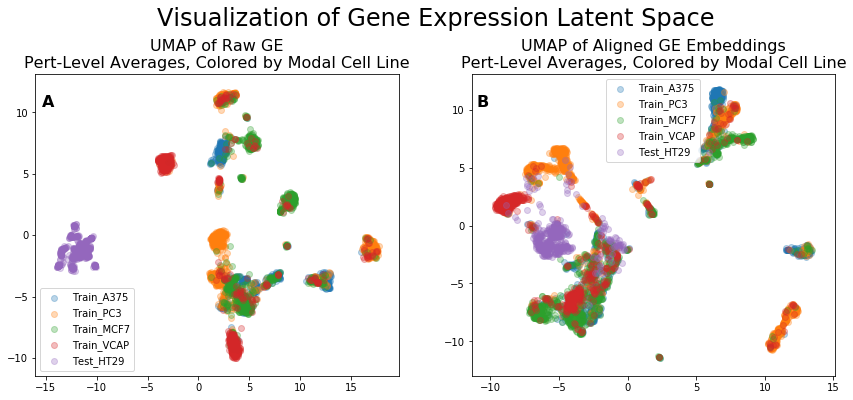 Visualization of Gene Expression Latent Space
UMAP of Raw GE
Pert-Level Averages, Colored by Modal Cell Line
A
10
5
0
−5
−10
−15
−10
−5
0
5
10
15
Train_A375
Train_PC3
Train_MCF7
Train_VCAP
Test_HT29
UMAP of Aligned GE Embeddings
Pert-Level Averages, Colored by Modal Cell Line
B
Train_A375
Train_PC3
Train_MCF7
Train_VCAP
Test_HT29
10
5
0
−5
−10
−10
−5
0
5
10
15